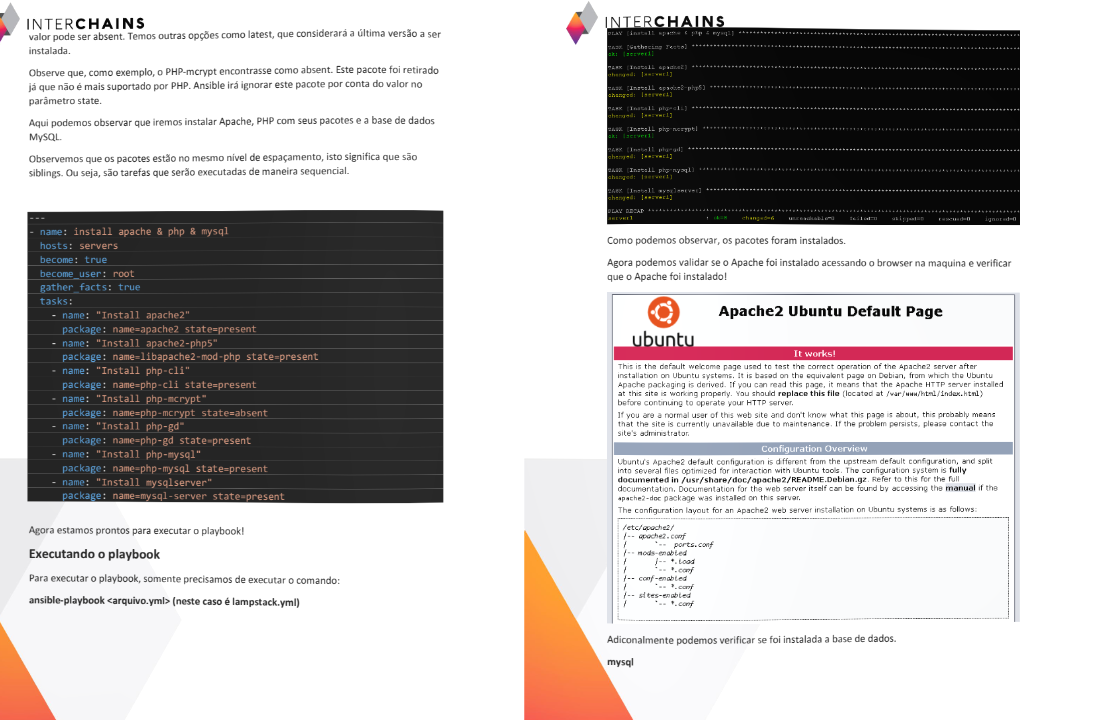 INTERCHAINS
valor pode ser absent. Temos outras opções como latest, que considerará a última versão a ser
instalada.
Observe que, como exemplo, o PHP-mcrypt encontrasse como absent. Este pacote foi retirado
já que não é mais suportado por PHP. Ansible irá ignorar este pacote por conta do valor no
parâmetro state.
Aqui podemos observar que iremos instalar Apache, PHP com seus pacotes e a base de dados
MySQL.
Observemos que os pacotes estão no mesmo nível de espaçamento, isto significa que são
siblings. Ou seja, são tarefas que serão executadas de maneira sequencial.
---
- name: install apache & php & mysql
hosts: servers
become: true
become_user: root
gather_facts: true
tasks:
- name: "Install apache2"
package: name=apache2 state=present
- name: "Install apache2-php5"
package: name=libapache2-mod-php state=present
- name: "Install php-cli"
package: name=php-cli state=present
- name: "Install php-mcrypt"
package: name=php-mcrypt state=absent
- name: "Install php-gd"
package: name=php-gd state=present
- name: "Install php-mysql"
package: name=php-mysql state=present
- name: "Install mysqlserver"
package: name=mysql-server state=present
Agora estamos prontos para executar o playbook!
Executando o playbook
Para executar o playbook, somente precisamos de executar o comando:
ansible-playbook <arquivo.yml> (neste caso é lampstack.yml)
INTERCHAINS
PLAY [install apache & php & mysql]
TASK [Gathering Facts]
ok: [server1]
TASK [Install apache2]
changed: [server1]
TASK [Install apache2-php5]
changed: [server1]
TASK [Install php-cli]
changed: [server1]
TASK [Install php-mcrypt]
ok: [server1]
TASK [Install php-gd]
changed: [server1]
TASK [Install php-mysql]
changed: [server1]
TASK [Install mysqlserver]
changed: [server1]
PLAY RECAP
server1 : ok=8 changed=6 unreachable=0 failed=0 skipped=0 rescued=0 ignored=0
Como podemos observar, os pacotes foram instalados.
Agora podemos validar se o Apache foi instalado acessando o browser na maquina e verificar
que o Apache foi instalado!
Apache2 Ubuntu Default Page
ubuntu
It works!
This is the default welcome page used to test the correct operation of the Apache2 server after
installation on Ubuntu systems. It is based on the equivalent page on Debian, from which the Ubuntu
Apache packaging is derived. If you can read this page, it means that the Apache HTTP server installed
at this site is working properly. You should replace this file (located at /var/www/html/index.html)
before continuing to operate your HTTP server.
If you are a normal user of this web site and don't know what this page is about, this probably means
that the site is currently unavailable due to maintenance. If the problem persists, please contact the
site's administrator.
Configuration Overview
Ubuntu's Apache2 default configuration is different from the upstream default configuration, and split
into several files optimized for interaction with Ubuntu tools. The configuration system is fully
documented in /usr/share/doc/apache2/README.Debian.gz. Refer to this for the full
documentation. Documentation for the web server itself can be found by accessing the manual if the
apache2-doc package was installed on this server.
The configuration layout for an Apache2 web server installation on Ubuntu systems is as follows:
/etc/apache2/
|-- apache2.conf
| `-- ports.conf
|-- mods-enabled
| |-- *.load
| `-- *.conf
|-- conf-enabled
| `-- *.conf
|-- sites-enabled
| `-- *.conf
Adiconalmente podemos verificar se foi instalada a base de dados.
mysql